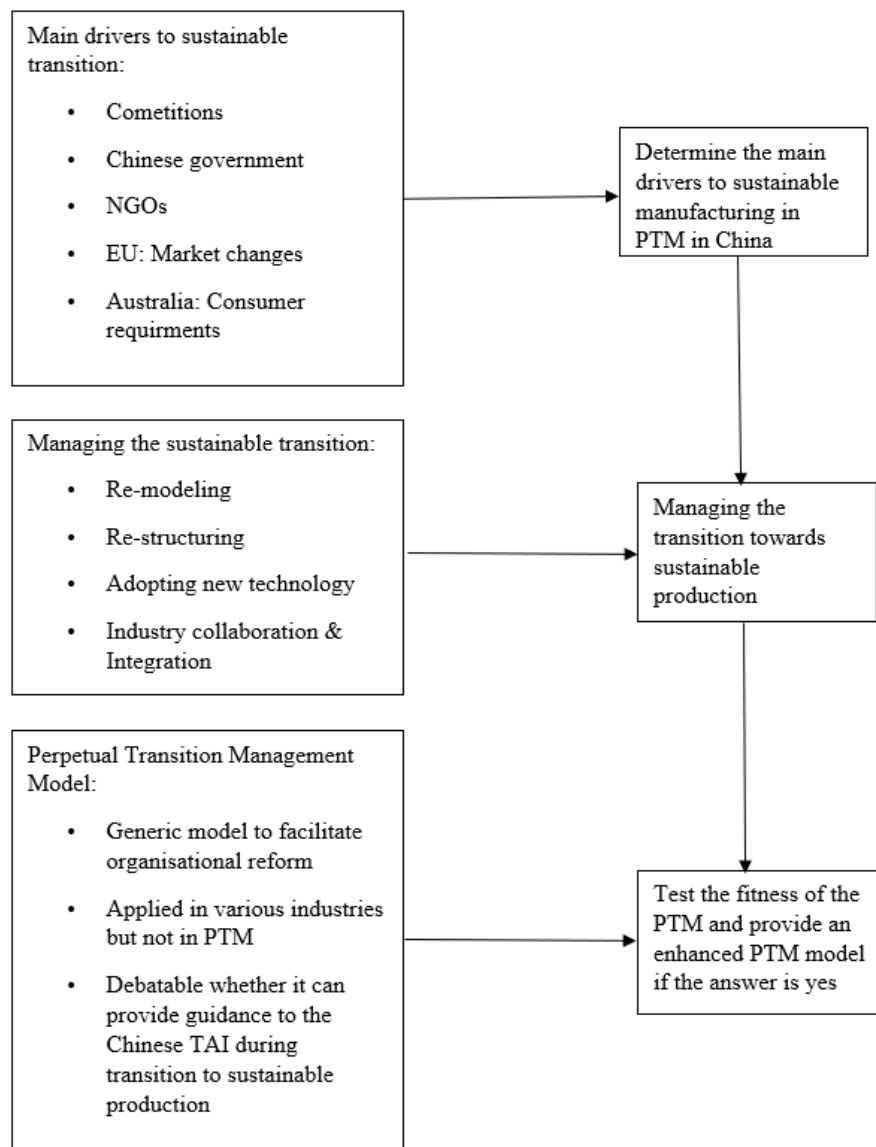 Main drivers to sustainable
transition:
• Cometitions
• Chinese government
• NGOs
• EU: Market changes
• Australia: Consumer
requirments
Determine the main
drivers to sustainable
manufacturing in
PTM in China
Managing the sustainable transition:
• Re-modeling
• Re-structuring
• Adopting new technology
• Industry collaboration &
Integration
Managing the
transition towards
sustainable
production
Perpetual Transition Management
Model:
• Generic model to facilitate
organisational reform
• Applied in various industries
but not in PTM
• Debatable whether it can
provide guidance to the
Chinese TAI during
transition to sustainable
production
Test the fitness of the
PTM and provide an
enhanced PTM model
if the answer is yes